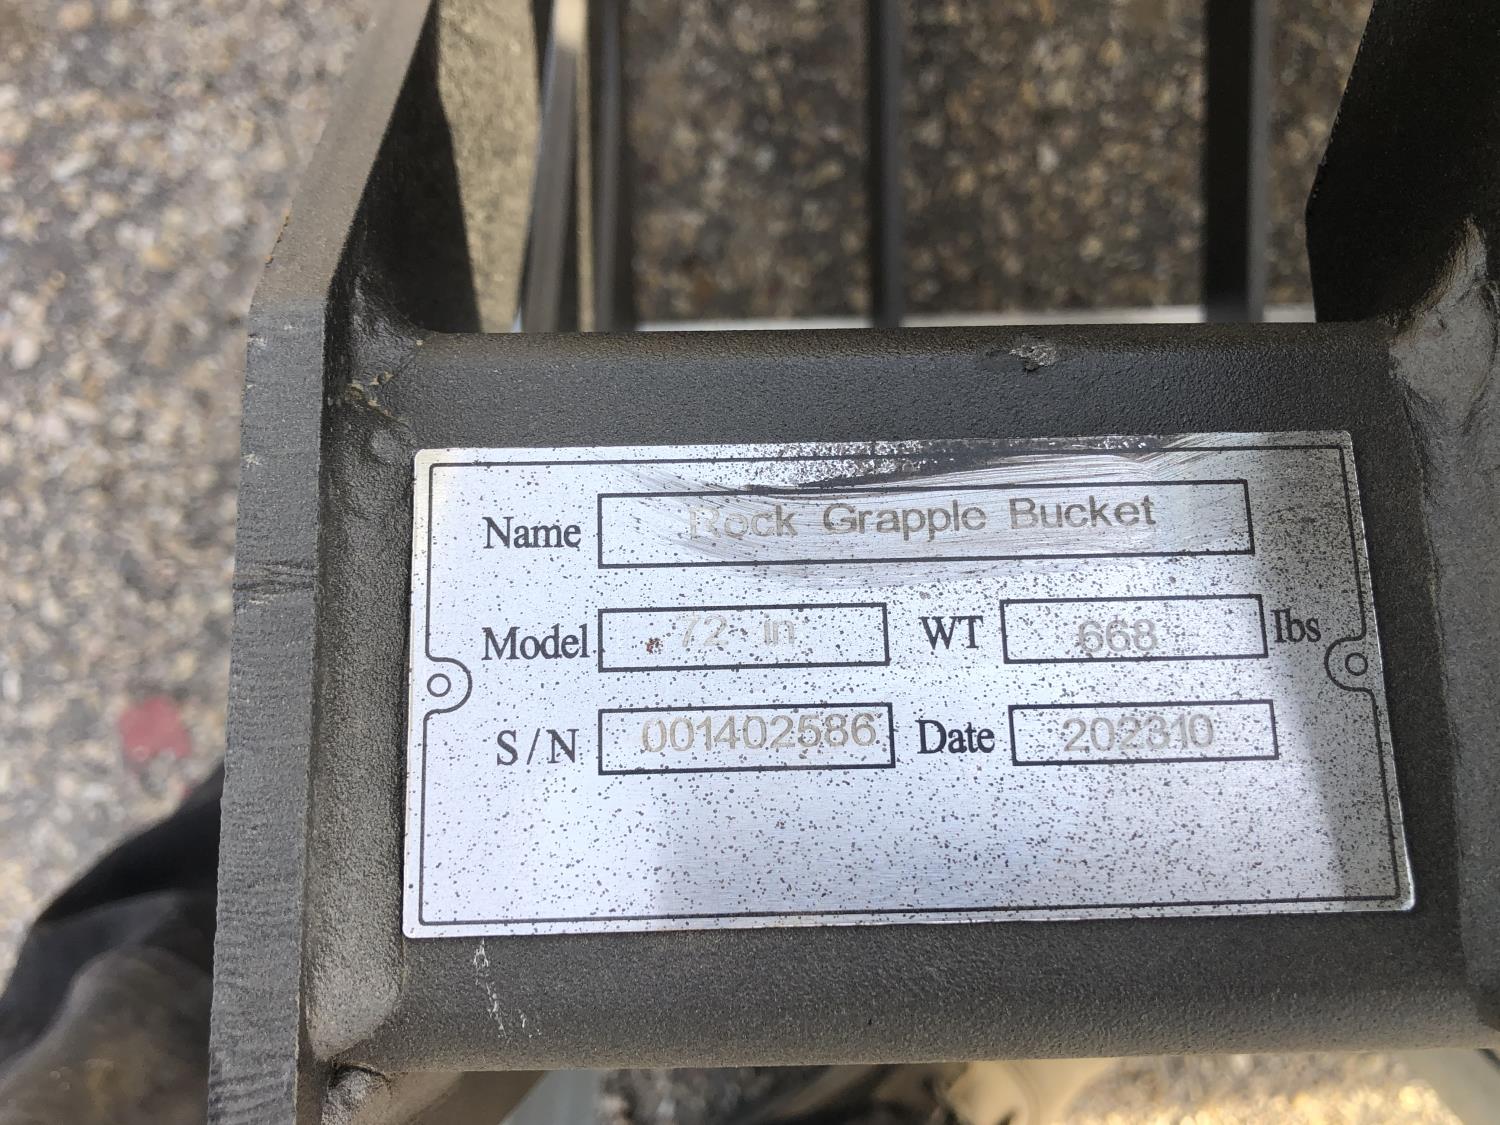 Name Rock Grapple Bucket
Model 72 in WT 668 lbs
S/N 001402586 Date 202310